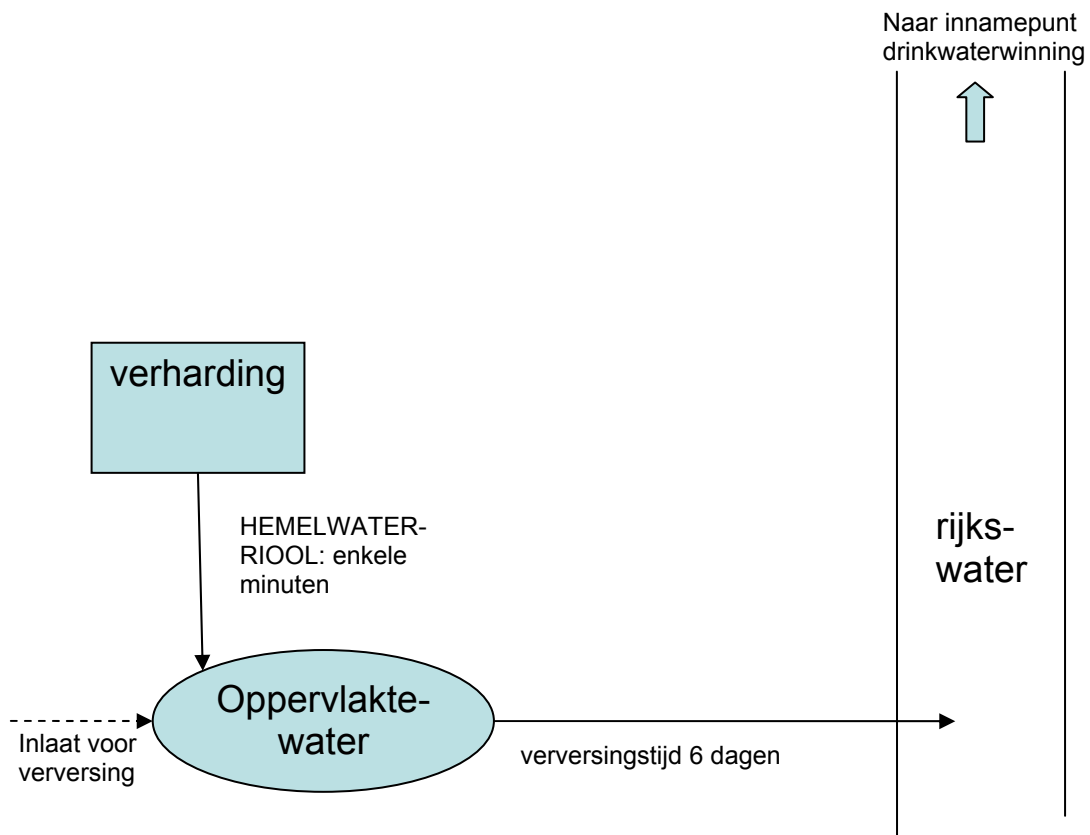 Naar innamepunt
drinkwaterwinning
verharding
HEMELWATER-
RIOOL: enkele
minuten
rijks-
water
Oppervlakte-
water
Inlaat voor
verversing
verversingstijd 6 dagen